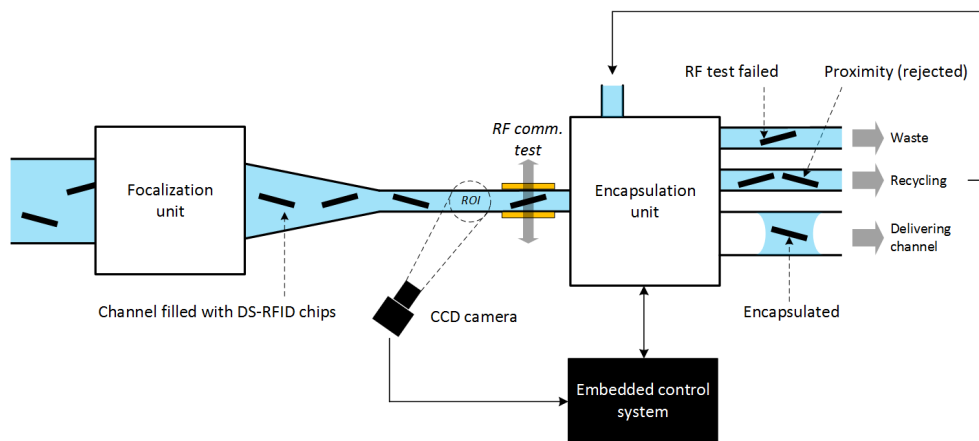 RF test failed
Proximity (rejected)
RF comm.
test
Waste
Focalization
unit
ROI
Encapsulation
unit
Recycling
Delivering
channel
Channel filled with DS-RFID chips
CCD camera
Encapsulated
Embedded control
system